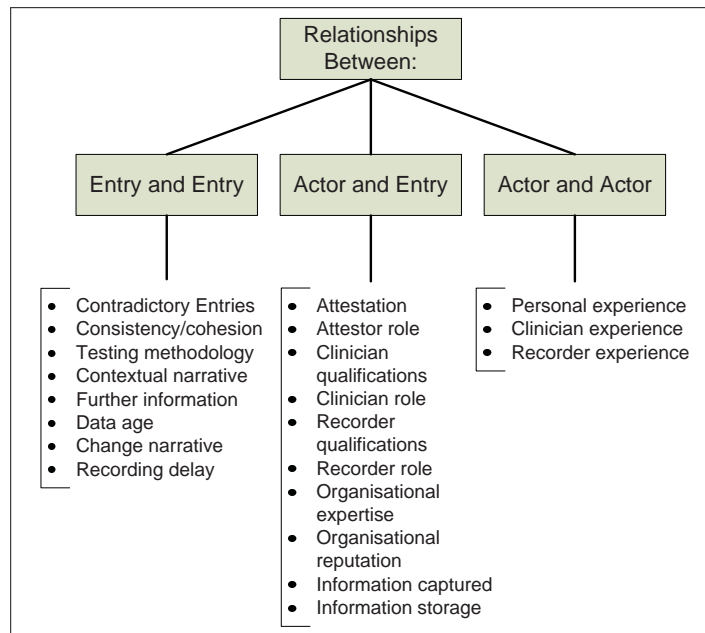 Relationships
Between:
Entry and Entry
Actor and Entry
Actor and Actor
• Contradictory Entries
• Consistency/cohesion
• Testing methodology
• Contextual narrative
• Further information
• Data age
• Change narrative
• Recording delay
• Attestation
• Attestor role
• Clinician
qualifications
• Clinician role
• Recorder
qualifications
• Recorder role
• Organisational
expertise
• Organisational
reputation
• Information captured
• Information storage
• Personal experience
• Clinician experience
• Recorder experience